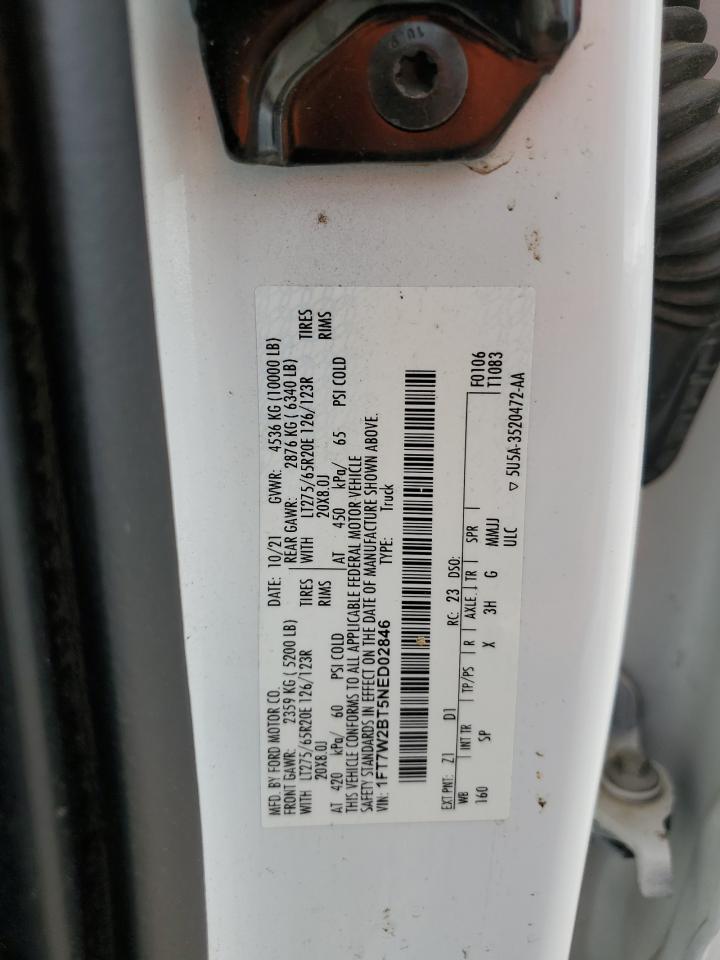 MFD. BY FORD MOTOR CO. DATE: 10/21 GVWR: 4536 KG (10000 LB)
FRONT GAWR: 2359 KG ( 5200 LB) REAR GAWR: 2876 KG ( 6340 LB)
WITH LT275/65R20E 126/123R TIRES WITH LT275/65R20E 126/123R TIRES
20X8.0J RIMS 20X8.0J RIMS
AT 420 kPa/ 60 PSI COLD AT 450 kPa/ 65 PSI COLD
THIS VEHICLE CONFORMS TO ALL APPLICABLE FEDERAL MOTOR VEHICLE
SAFETY STANDARDS IN EFFECT ON THE DATE OF MANUFACTURE SHOWN ABOVE.
VIN: 1FT7W2BT5NED02846 TYPE: Truck
F0106
EXT PNT: Z1 D1 RC: 23 DSO: T1083
WB INT TR TP/PS R AXLE TR SPR
160 SP X 3H G MMJJ
ULC ▽ 5U5A-3520472-AA